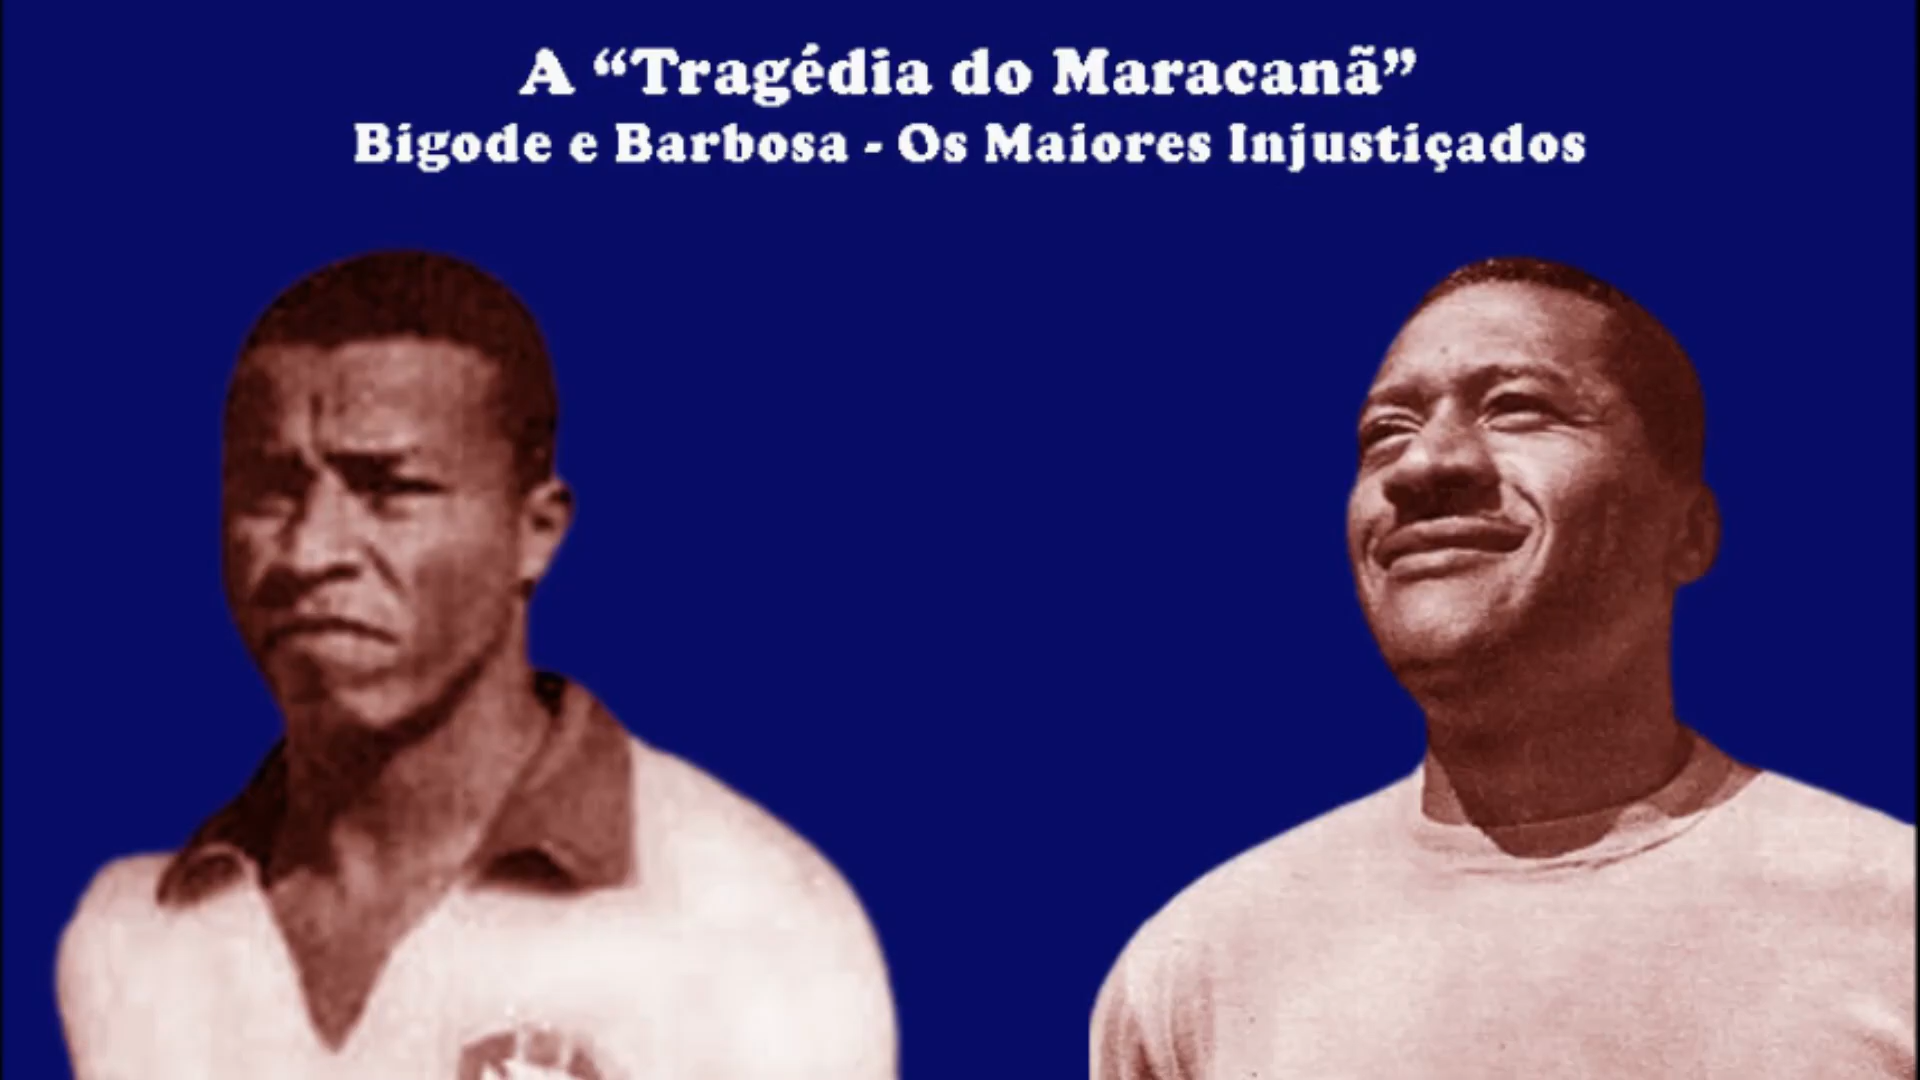 A “Tragédia do Maracanã”
Bigode e Barbosa - Os Maiores Injustiçados